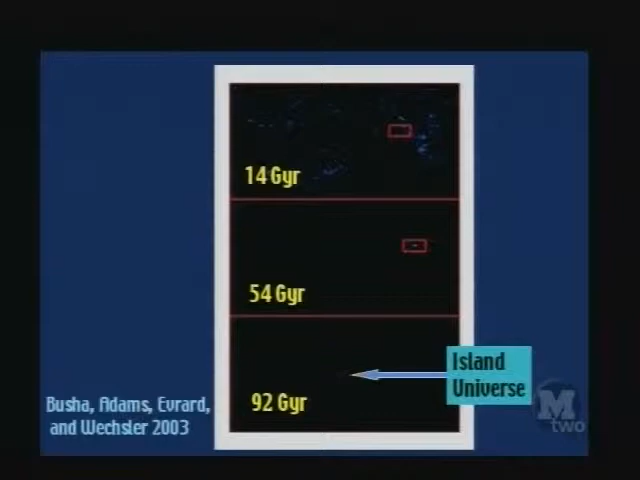 14 Gyr
54 Gyr
92 Gyr
Island
Universe
Busha, Adams, Evrard,
and Wechsler 2003
M
two